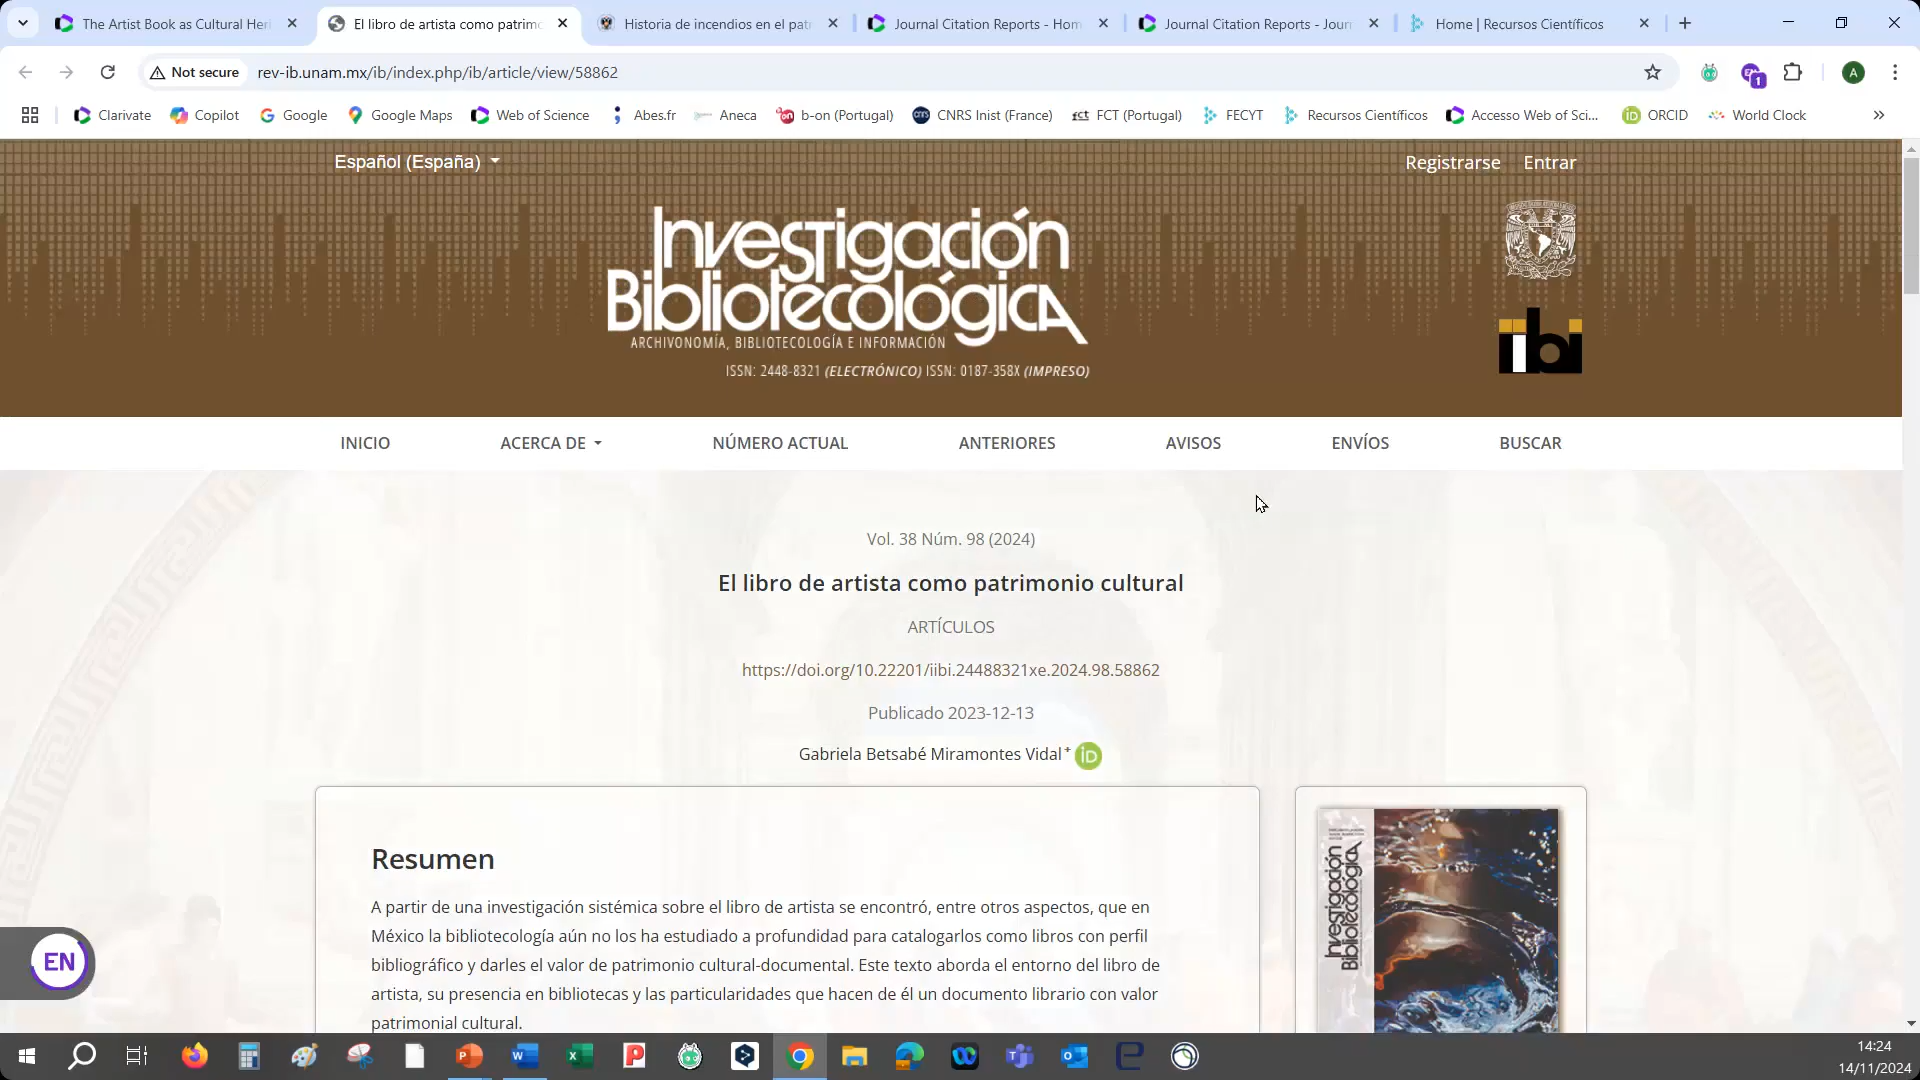 The Artist Book as Cultural Heri
El libro de artista como patrimo
Historia de incendios en el patr
Journal Citation Reports - Hom
Journal Citation Reports - Jour
Home | Recursos Científicos
Not secure
rev-ib.unam.mx/ib/index.php/ib/article/view/58862
1
A
Clarivate
Copilot
Google
Google Maps
Web of Science
Abes.fr
Aneca
b-on (Portugal)
CNRS Inist (France)
FCT (Portugal)
FECYT
Recursos Científicos
Accesso Web of Sci...
ORCID
World Clock
Español (España)
Registrarse
Entrar
Investigación
Bibliotecológica
ARCHIVONOMÍA, BIBLIOTECOLOGÍA E INFORMACIÓN
ISSN: 2448-8321 (ELECTRÓNICO) ISSN: 0187-358X (IMPRESO)
iibi
INICIO
ACERCA DE
NÚMERO ACTUAL
ANTERIORES
AVISOS
ENVÍOS
BUSCAR
Vol. 38 Núm. 98 (2024)
El libro de artista como patrimonio cultural
ARTÍCULOS
https://doi.org/10.22201/iibi.24488321xe.2024.98.58862
Publicado 2023-12-13
Gabriela Betsabé Miramontes Vidal +
iD
Resumen
A partir de una investigación sistémica sobre el libro de artista se encontró, entre otros aspectos, que en
México la bibliotecología aún no los ha estudiado a profundidad para catalogarlos como libros con perfil
bibliográfico y darles el valor de patrimonio cultural-documental. Este texto aborda el entorno del libro de
artista, su presencia en bibliotecas y las particularidades que hacen de él un documento librario con valor
patrimonial cultural.
Investigación
Bibliotecológica
EN
14:24
14/11/2024